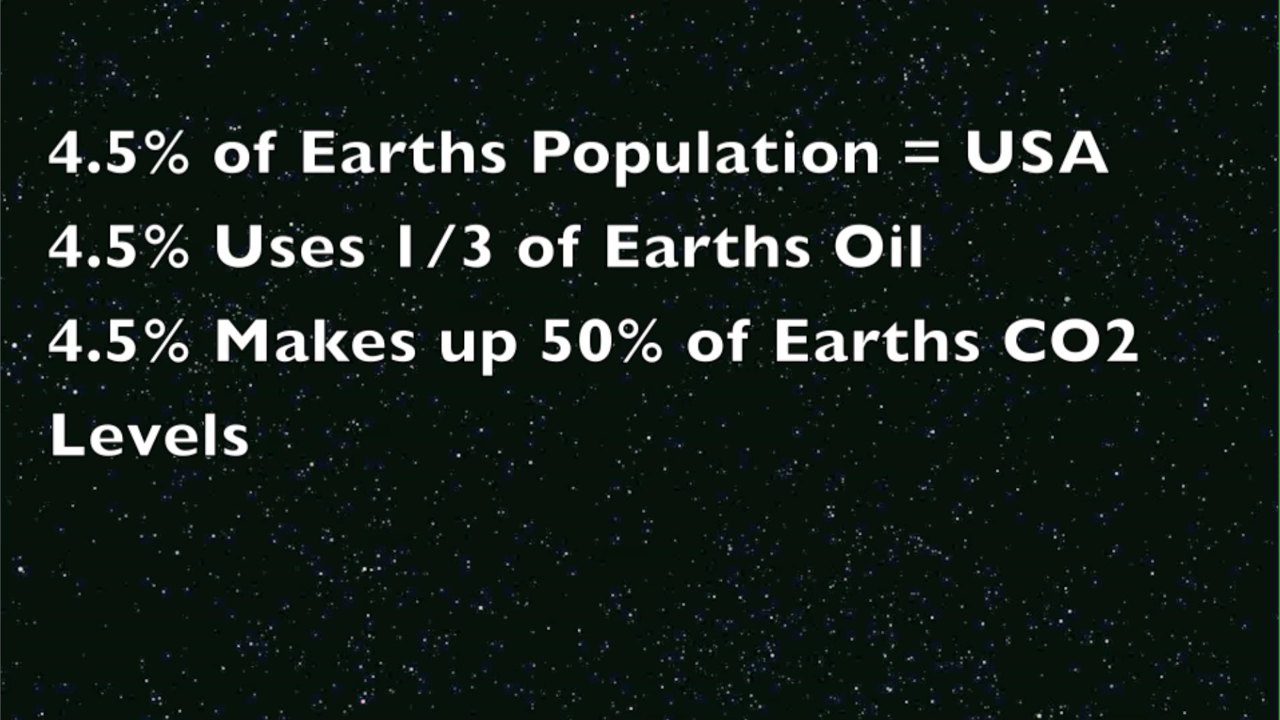 4.5% of Earths Population = USA
4.5% Uses 1/3 of Earths Oil
4.5% Makes up 50% of Earths CO2
Levels